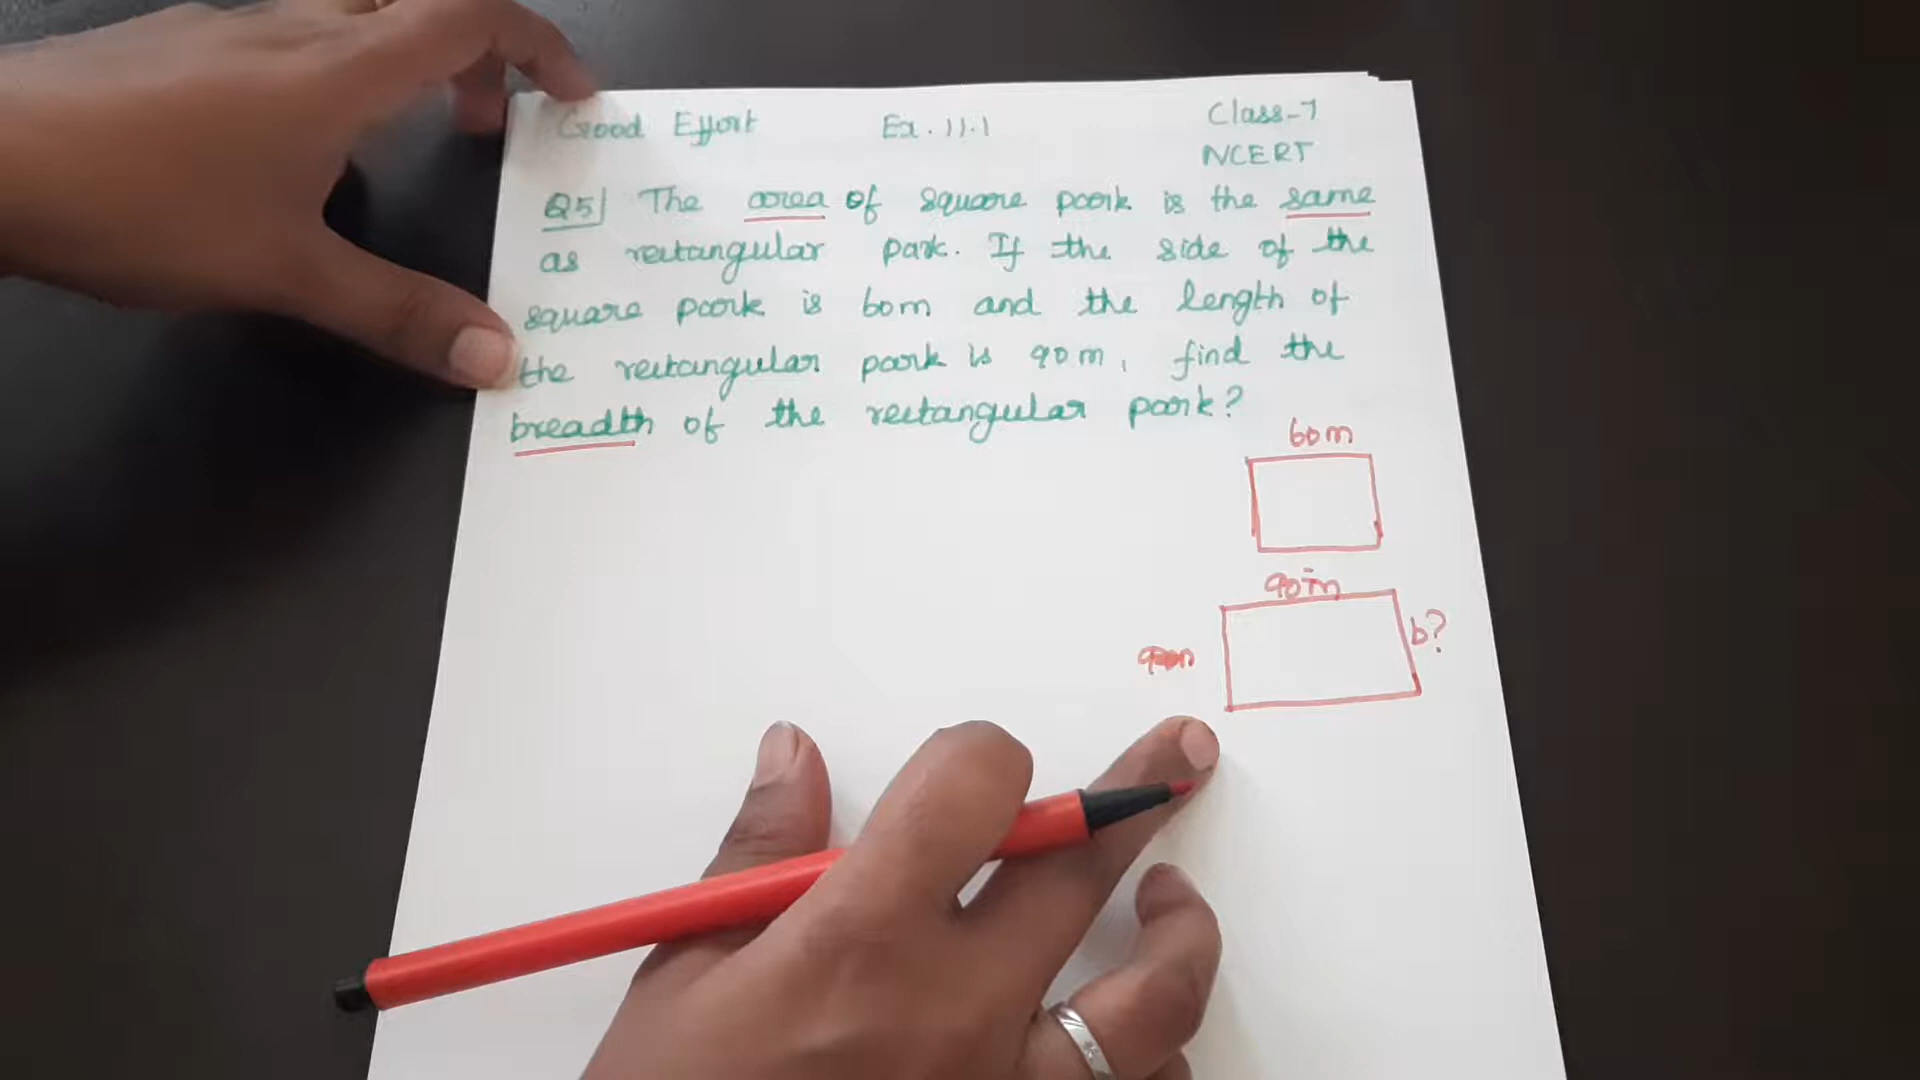 Good Effort Ex. 11.1 Class-7
NCERT
Q5] The area of square park is the same
as rectangular park. If the side of the
square park is 60m and the length of
the rectangular park is 90m, find the
breadth of the rectangular park?
60m
90m
b?